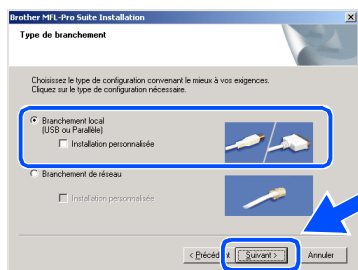 Brother MFL-Pro Suite Installation
Type de branchement
Choisissez le type de configuration convenant le mieux à vos exigences.
Cliquez sur le type de configuration nécessaire.
Branchement local
(USB ou Parallèle)
Installation personnalisée
Branchement de réseau
Installation personnalisée
< Précéd nt Suivant > Annuler